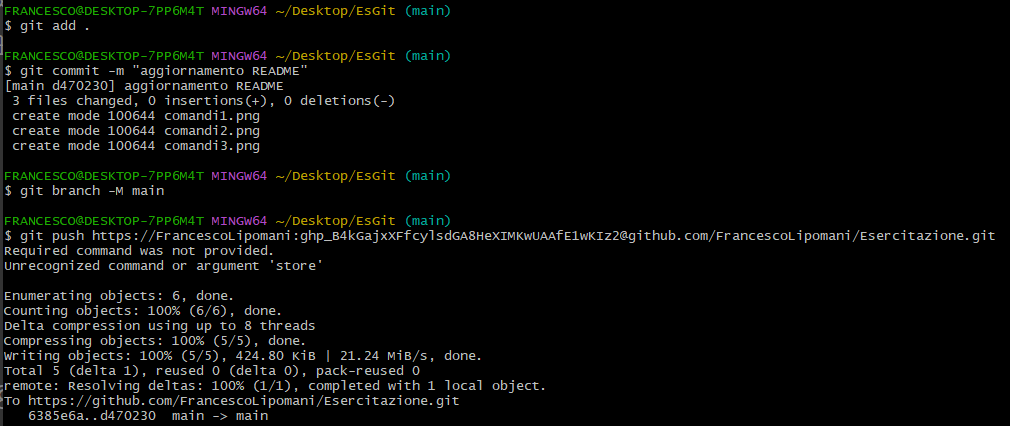 FRANCESCO@DESKTOP-7PP6M4T MINGW64 ~/Desktop/EsGit (main)
$ git add .
FRANCESCO@DESKTOP-7PP6M4T MINGW64 ~/Desktop/EsGit (main)
$ git commit -m "aggiornamento README"
[main d470230] aggiornamento README
3 files changed, 0 insertions(+), 0 deletions(-)
create mode 100644 comandi1.png
create mode 100644 comandi2.png
create mode 100644 comandi3.png
FRANCESCO@DESKTOP-7PP6M4T MINGW64 ~/Desktop/EsGit (main)
$ git branch -M main
FRANCESCO@DESKTOP-7PP6M4T MINGW64 ~/Desktop/EsGit (main)
$ git push https://FrancescoLipomani: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@github.com/FrancescoLipomani/Esercitazione.git
Required command was not provided.
Unrecognized command or argument 'store'
Enumerating objects: 6, done.
Counting objects: 100% (6/6), done.
Delta compression using up to 8 threads
Compressing objects: 100% (5/5), done.
Writing objects: 100% (5/5), 424.80 KiB | 21.24 MiB/s, done.
Total 5 (delta 1), reused 0 (delta 0), pack-reused 0
remote: Resolving deltas: 100% (1/1), completed with 1 local object.
To https://github.com/FrancescoLipomani/Esercitazione.git
6385e6a..d470230  main -> main